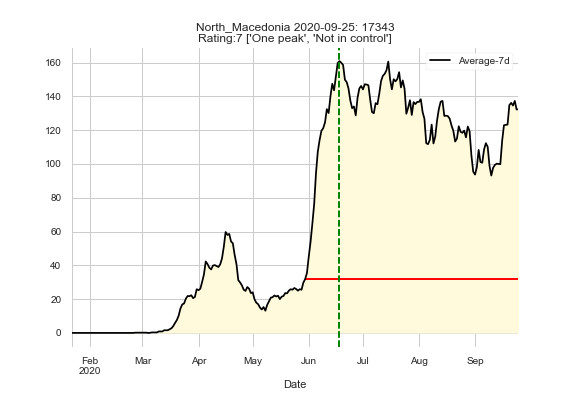 North_Macedonia 2020-09-25: 17343
Rating:7 ['One peak', 'Not in control']
Average-7d
160
140
120
100
80
60
40
20
0
Feb Mar Apr May Jun Jul Aug Sep
2020
Date